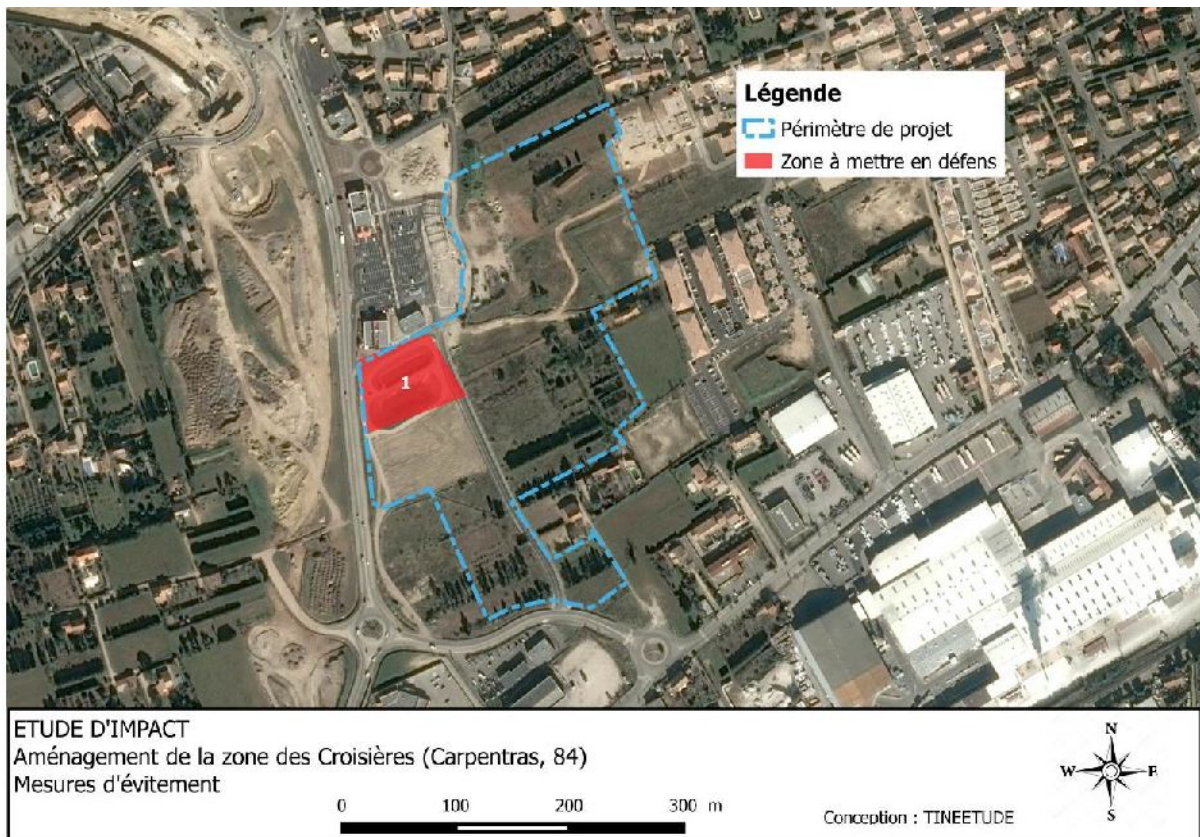 Légende
Périmètre de projet
Zone à mettre en défens
1
ETUDE D'IMPACT
Aménagement de la zone des Croisières (Carpentras, 84)
Mesures d'évitement
0 100 200 300 m
Conception : TINEETUDE
N
W E
S